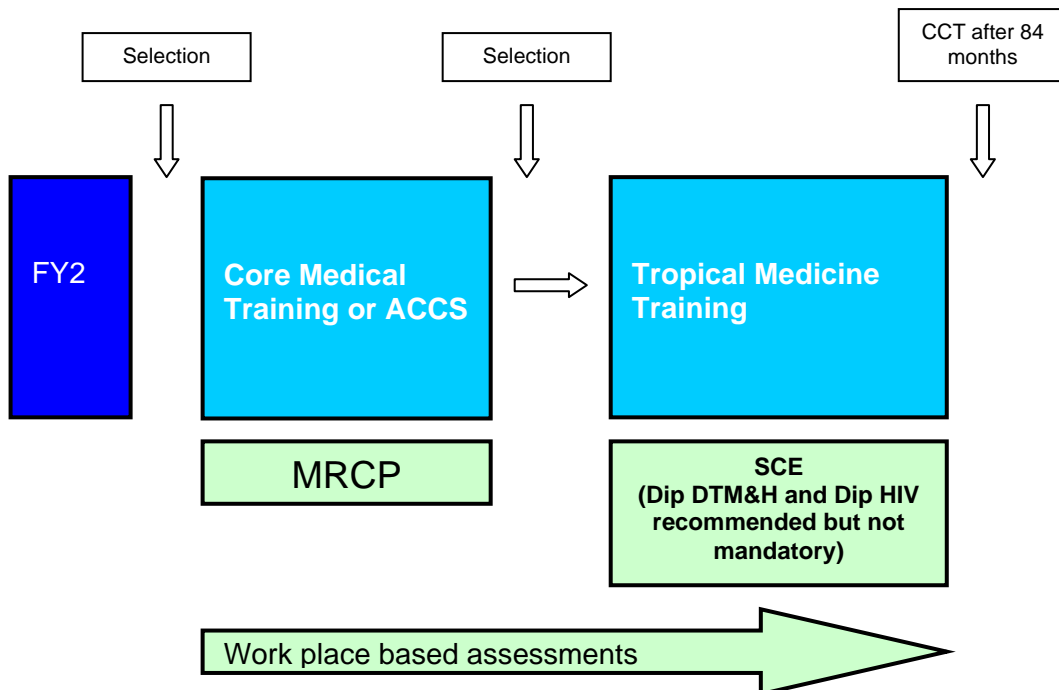 Selection
Selection
CCT after 84
months
FY2
Core Medical
Training or ACCS
Tropical Medicine
Training
MRCP
SCE
(Dip DTM&H and Dip HIV
recommended but not
mandatory)
Work place based assessments